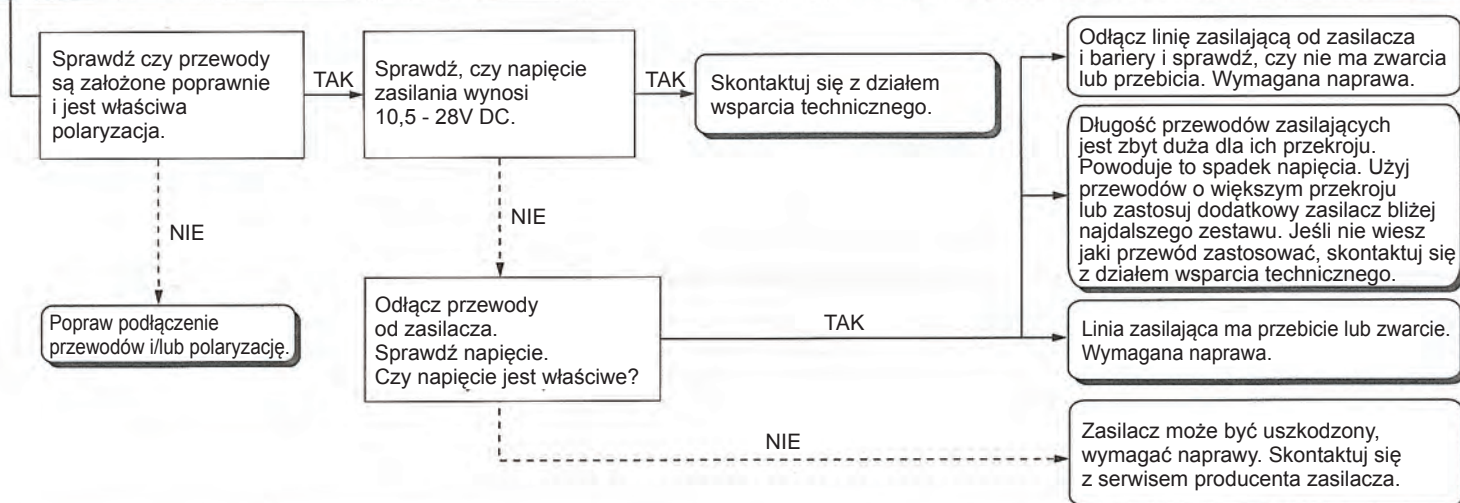 Sprawdź czy przewody
są założone poprawnie
i jest właściwa
polaryzacja.
TAK
Sprawdź, czy napięcie
zasilania wynosi
10,5 - 28V DC.
TAK
Skontaktuj się z działem
wsparcia technicznego.
Odłącz linię zasilającą od zasilacza
i bariery i sprawdź, czy nie ma zwarcia
lub przebicia. Wymagana naprawa.
Długość przewodów zasilających
jest zbyt duża dla ich przekroju.
Powoduje to spadek napięcia. Użyj
przewodów o większym przekroju
lub zastosuj dodatkowy zasilacz bliżej
najdalszego zestawu. Jeśli nie wiesz
jaki przewód zastosować, skontaktuj się
z działem wsparcia technicznego.
NIE
NIE
Popraw podłączenie
przewodów i/lub polaryzację.
Odłącz przewody
od zasilacza.
Sprawdź napięcie.
Czy napięcie jest właściwe?
TAK
Linia zasilająca ma przebicie lub zwarcie.
Wymagana naprawa.
NIE
Zasilacz może być uszkodzony,
wymagać naprawy. Skontaktuj się
z serwisem producenta zasilacza.